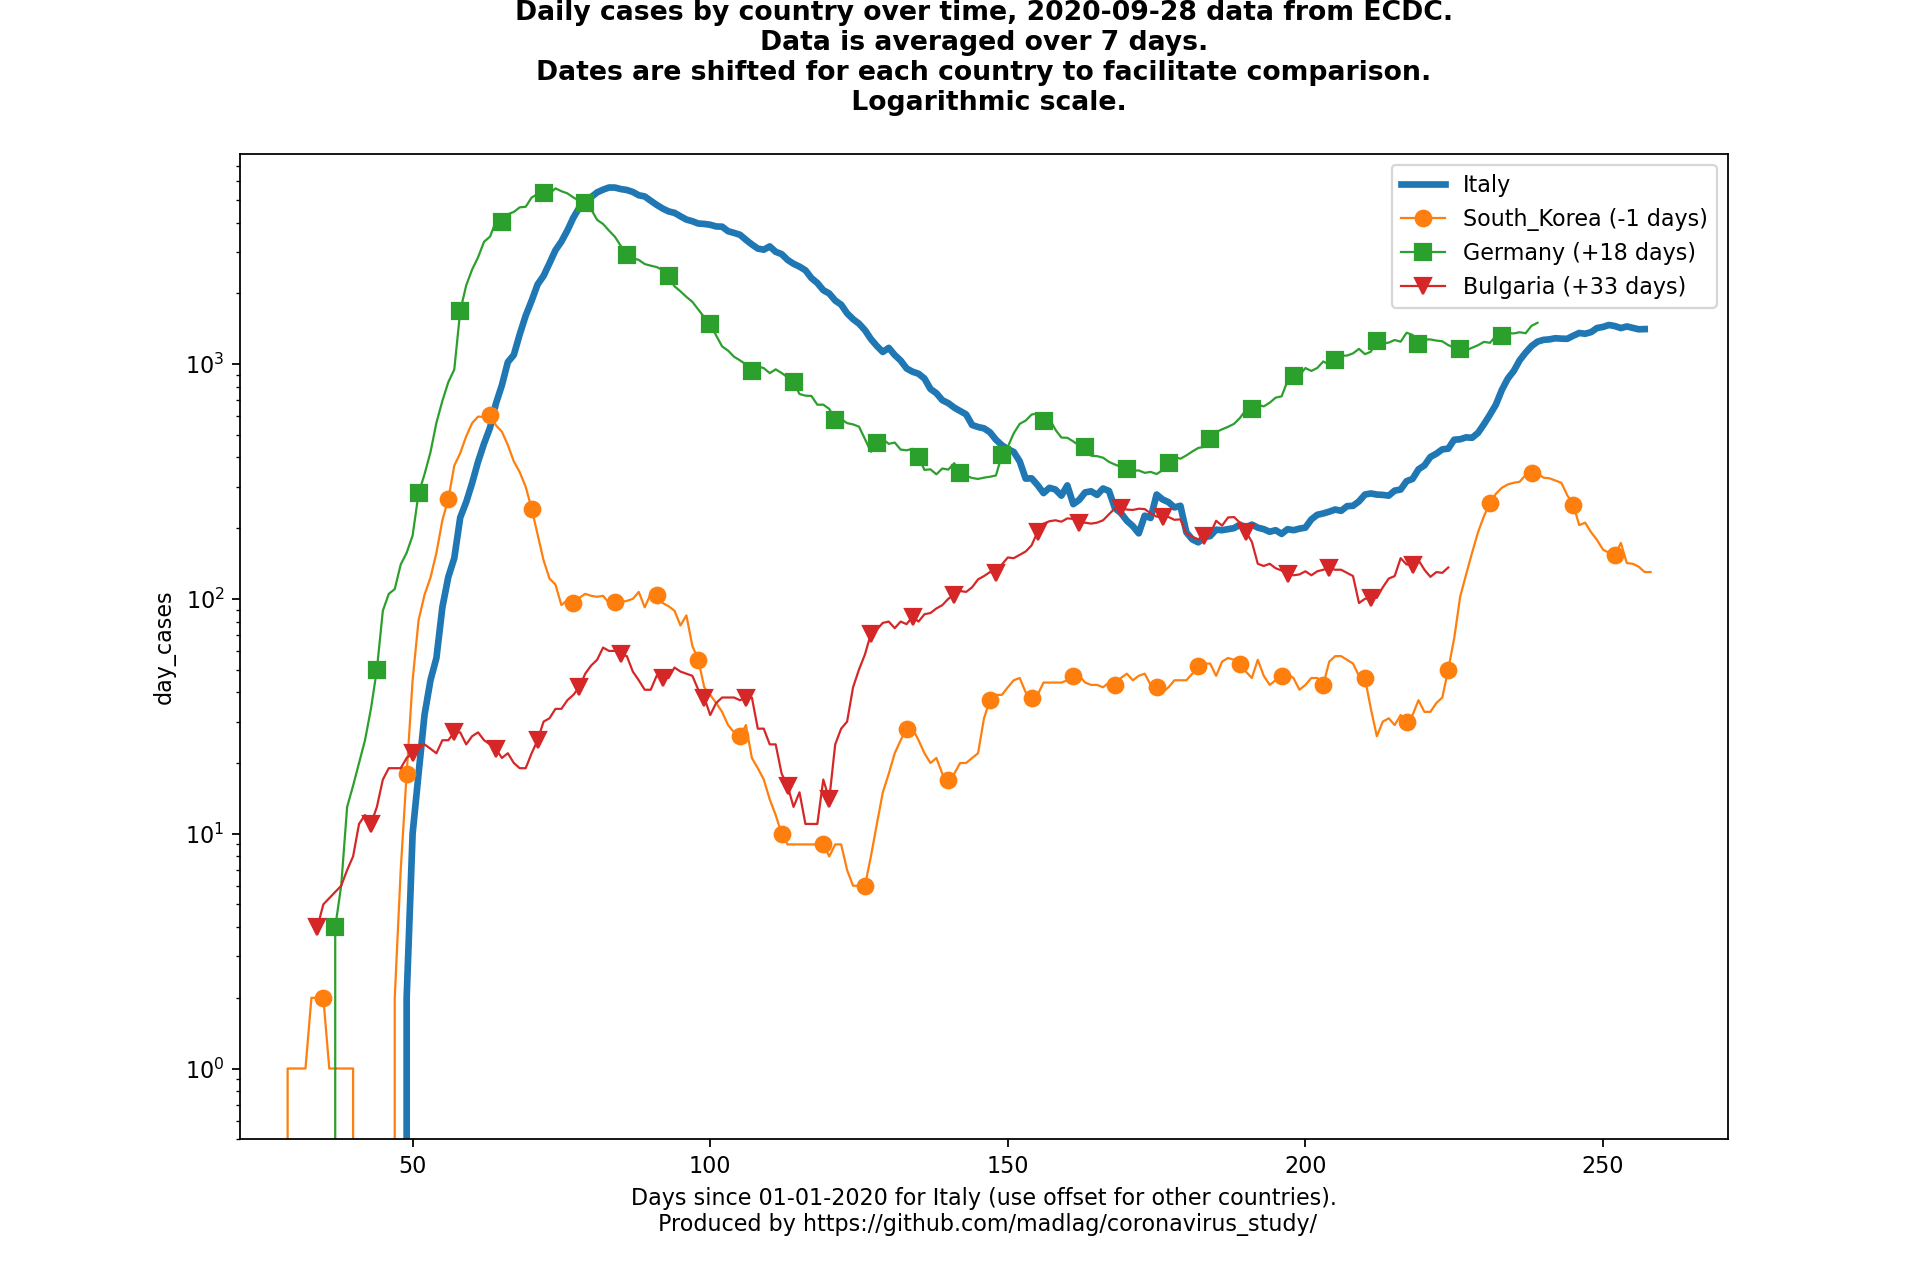 Daily cases by country over time, 2020-09-28 data from ECDC.
Data is averaged over 7 days.
Dates are shifted for each country to facilitate comparison.
Logarithmic scale.
Italy
South_Korea (-1 days)
Germany (+18 days)
Bulgaria (+33 days)
10³
10²
10¹
10⁰
day_cases
50 100 150 200 250
Days since 01-01-2020 for Italy (use offset for other countries).
Produced by https://github.com/madlag/coronavirus_study/